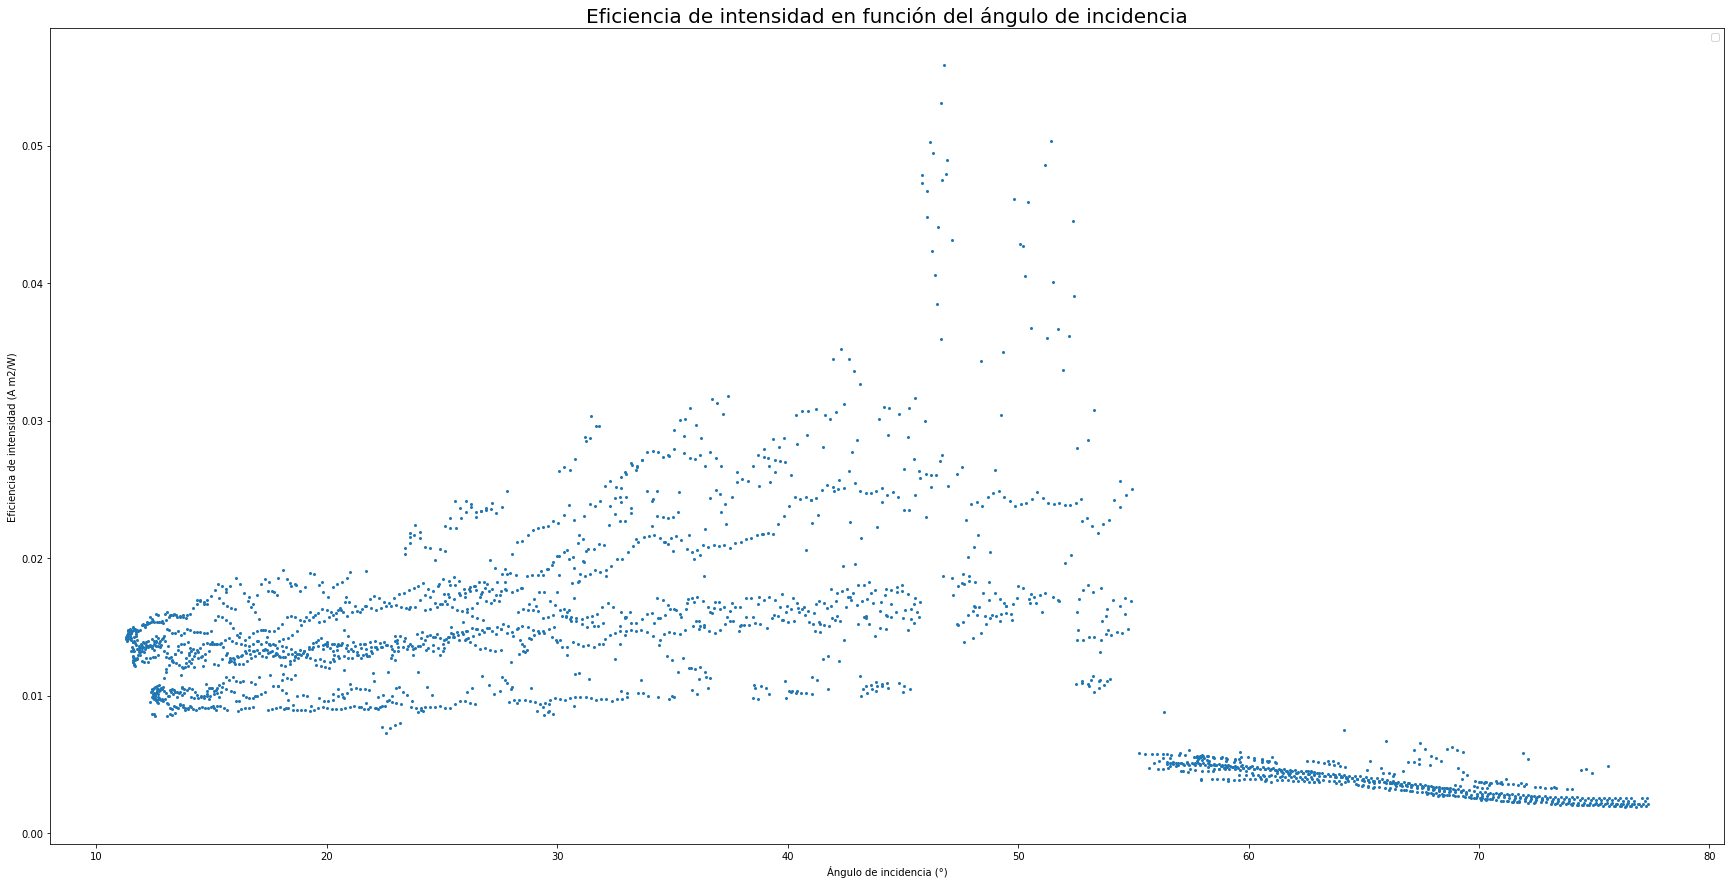 Eficiencia de intensidad en función del ángulo de incidencia
Eficiencia de intensidad (A m2/W)
0.05
0.04
0.03
0.02
0.01
0.00
10 20 30 40 50 60 70 80
Ángulo de incidencia (°)